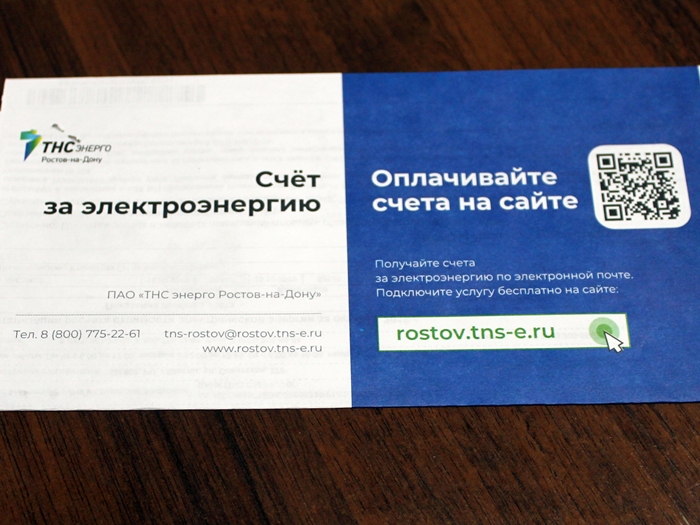 ТНС ЭНЕРГО
Ростов-на-Дону
Счёт
за электроэнергию
ПАО «ТНС энерго Ростов-на-Дону»
Тел. 8 (800) 775-22-61
tns-rostov@rostov.tns-e.ru
www.rostov.tns-e.ru
Оплачивайте
счета на сайте
Получайте счета
за электроэнергию по электронной почте.
Подключите услугу бесплатно на сайте:
rostov.tns-e.ru